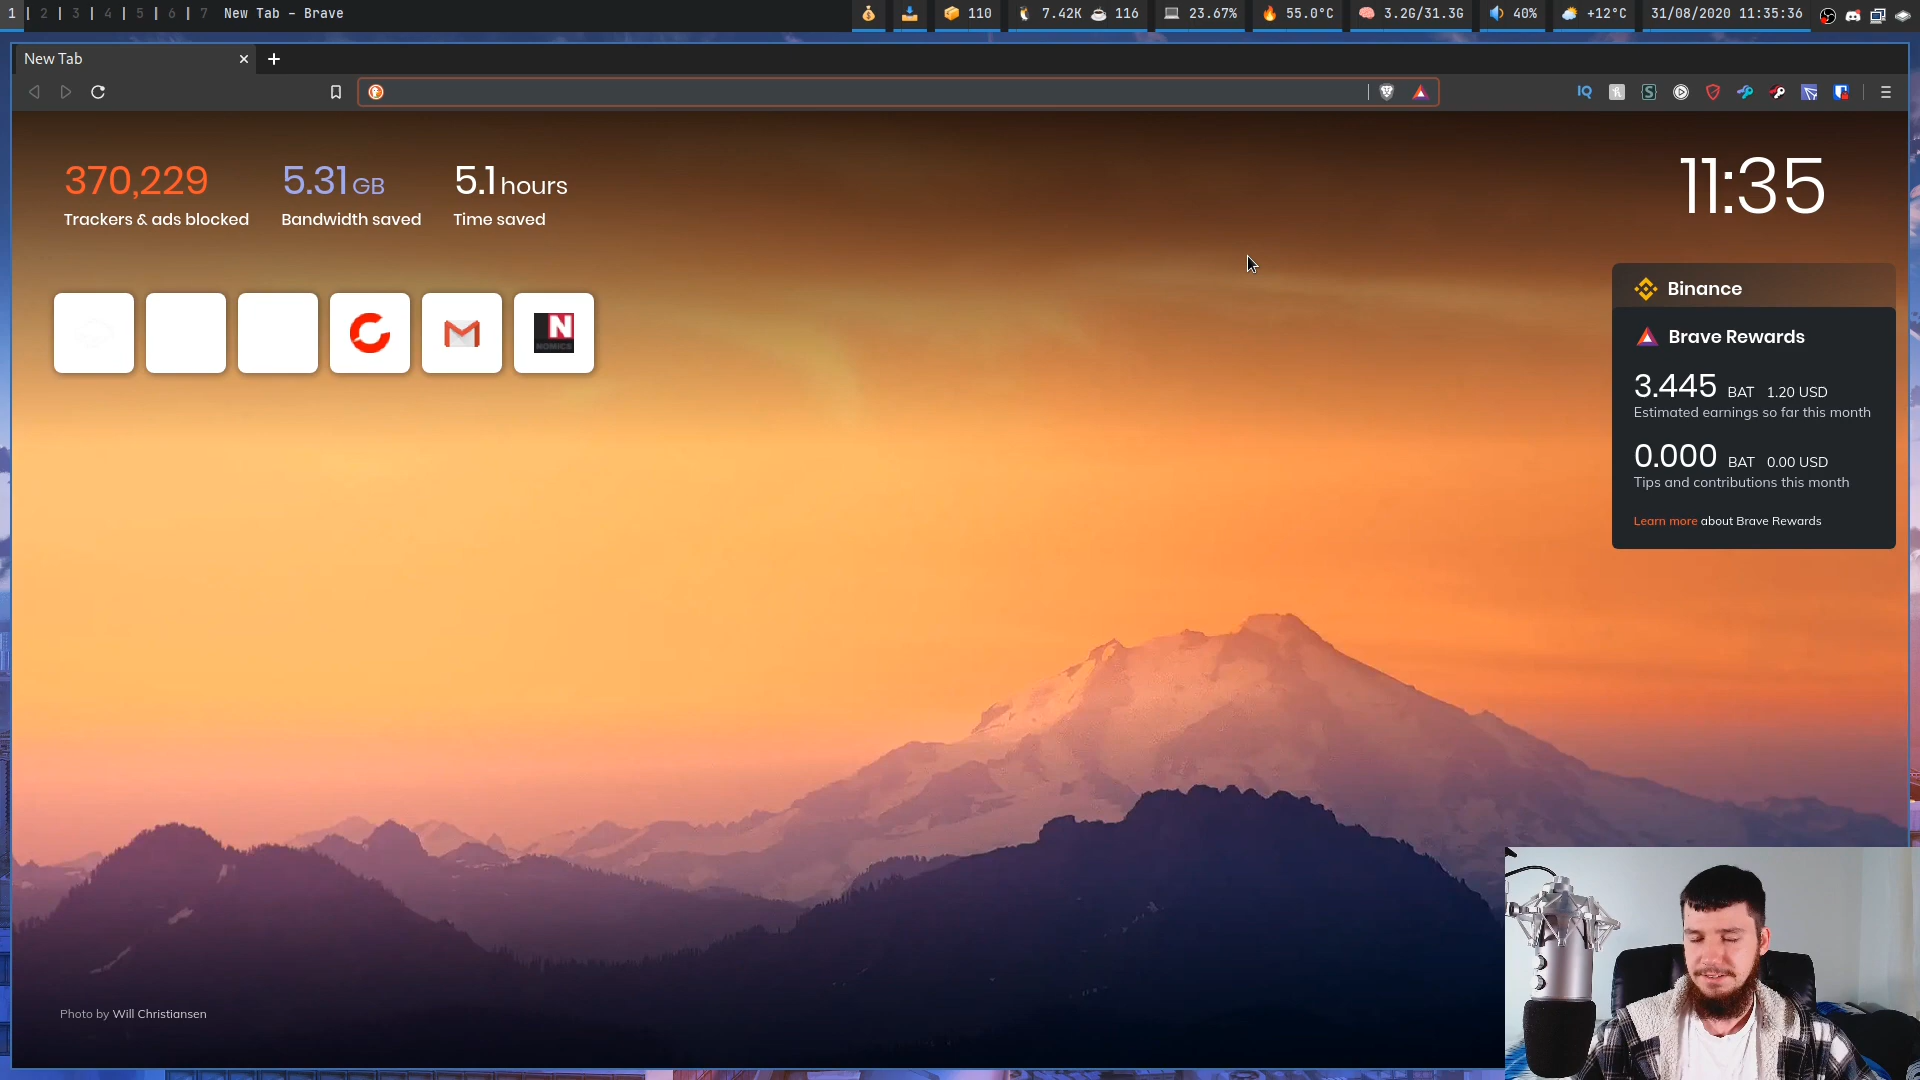 1 | 2 | 3 | 4 | 5 | 6 | 7 New Tab - Brave 110 7.42K 116 23.67% 55.0°C 3.2G/31.3G 40% +12°C 31/08/2020 11:35:36
New Tab
IQ
370,229
Trackers & ads blocked
5.31 GB
Bandwidth saved
5.1 hours
Time saved
11:35
N
NOMICS
Binance
Brave Rewards
3.445 BAT 1.20 USD
Estimated earnings so far this month
0.000 BAT 0.00 USD
Tips and contributions this month
Learn more about Brave Rewards
Photo by Will Christiansen